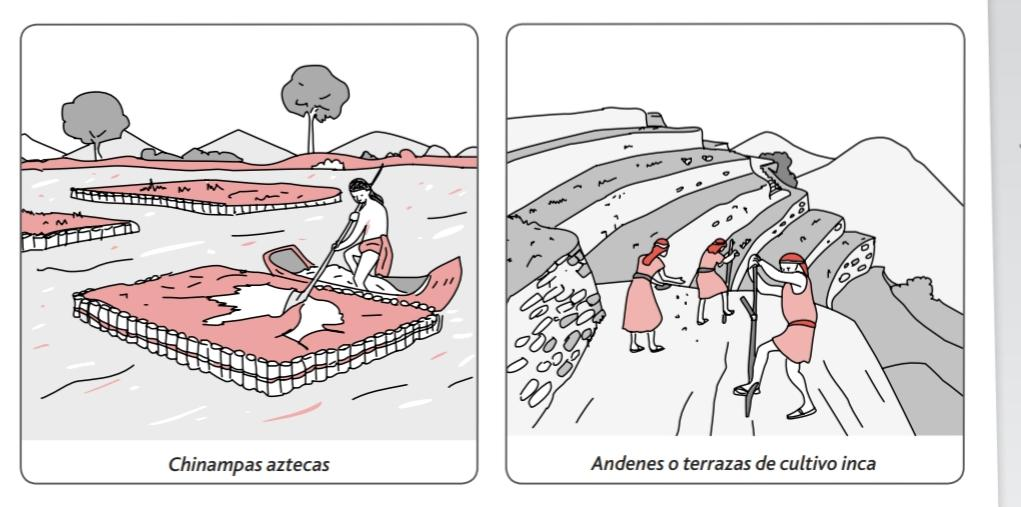 Chinampas aztecas
Andenes o terrazas de cultivo inca